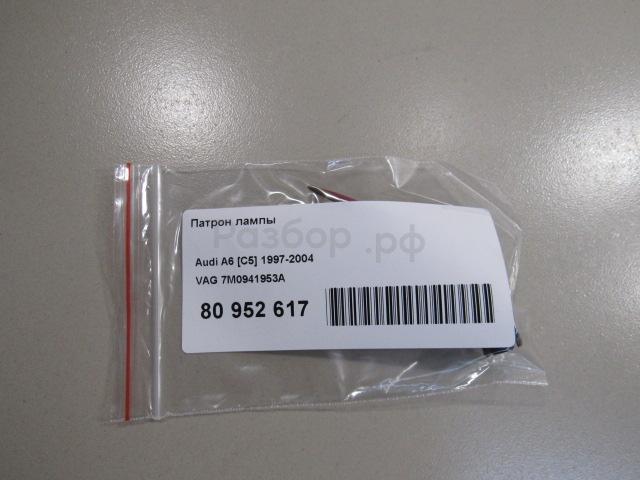 Патрон лампы
Разбор.рф
Audi A6 [C5] 1997-2004
VAG 7M0941953A
80 952 617